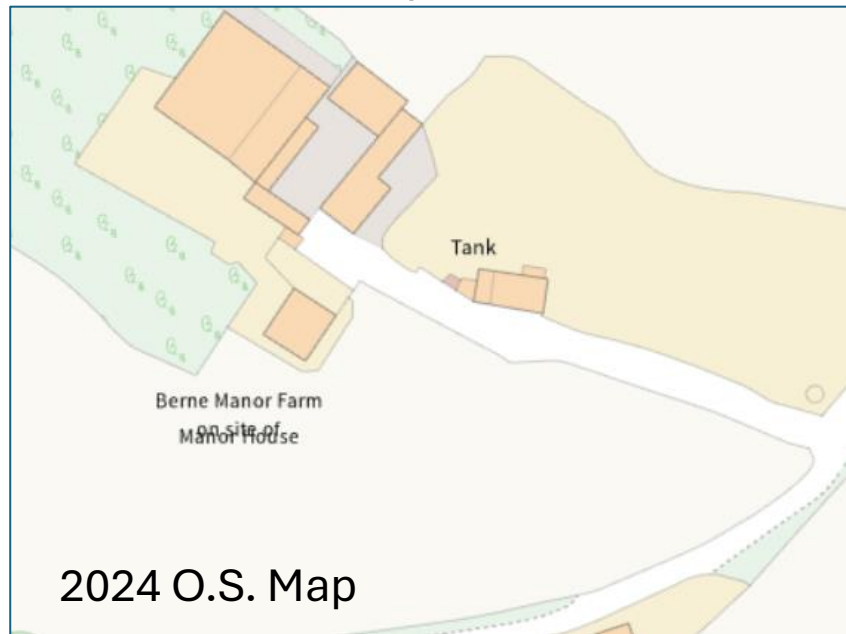 Tank
Berne Manor Farm
on site of
Manor House
2024 O.S. Map